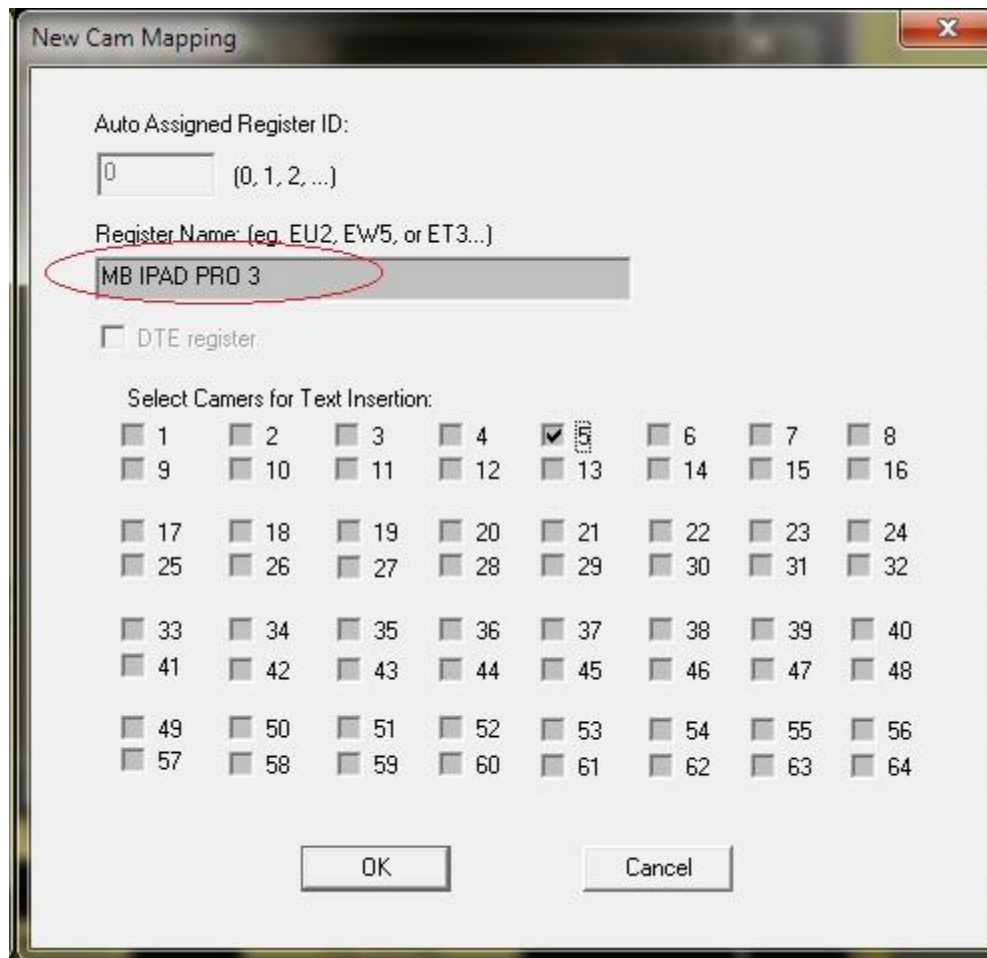 New Cam Mapping
Auto Assigned Register ID:
0 (0, 1, 2, ...)
Register Name: (eg. EU2, EW5, or ET3...)
MB IPAD PRO 3
DTE register
Select Camers for Text Insertion:
1 2 3 4 5 6 7 8
9 10 11 12 13 14 15 16
17 18 19 20 21 22 23 24
25 26 27 28 29 30 31 32
33 34 35 36 37 38 39 40
41 42 43 44 45 46 47 48
49 50 51 52 53 54 55 56
57 58 59 60 61 62 63 64
OK Cancel